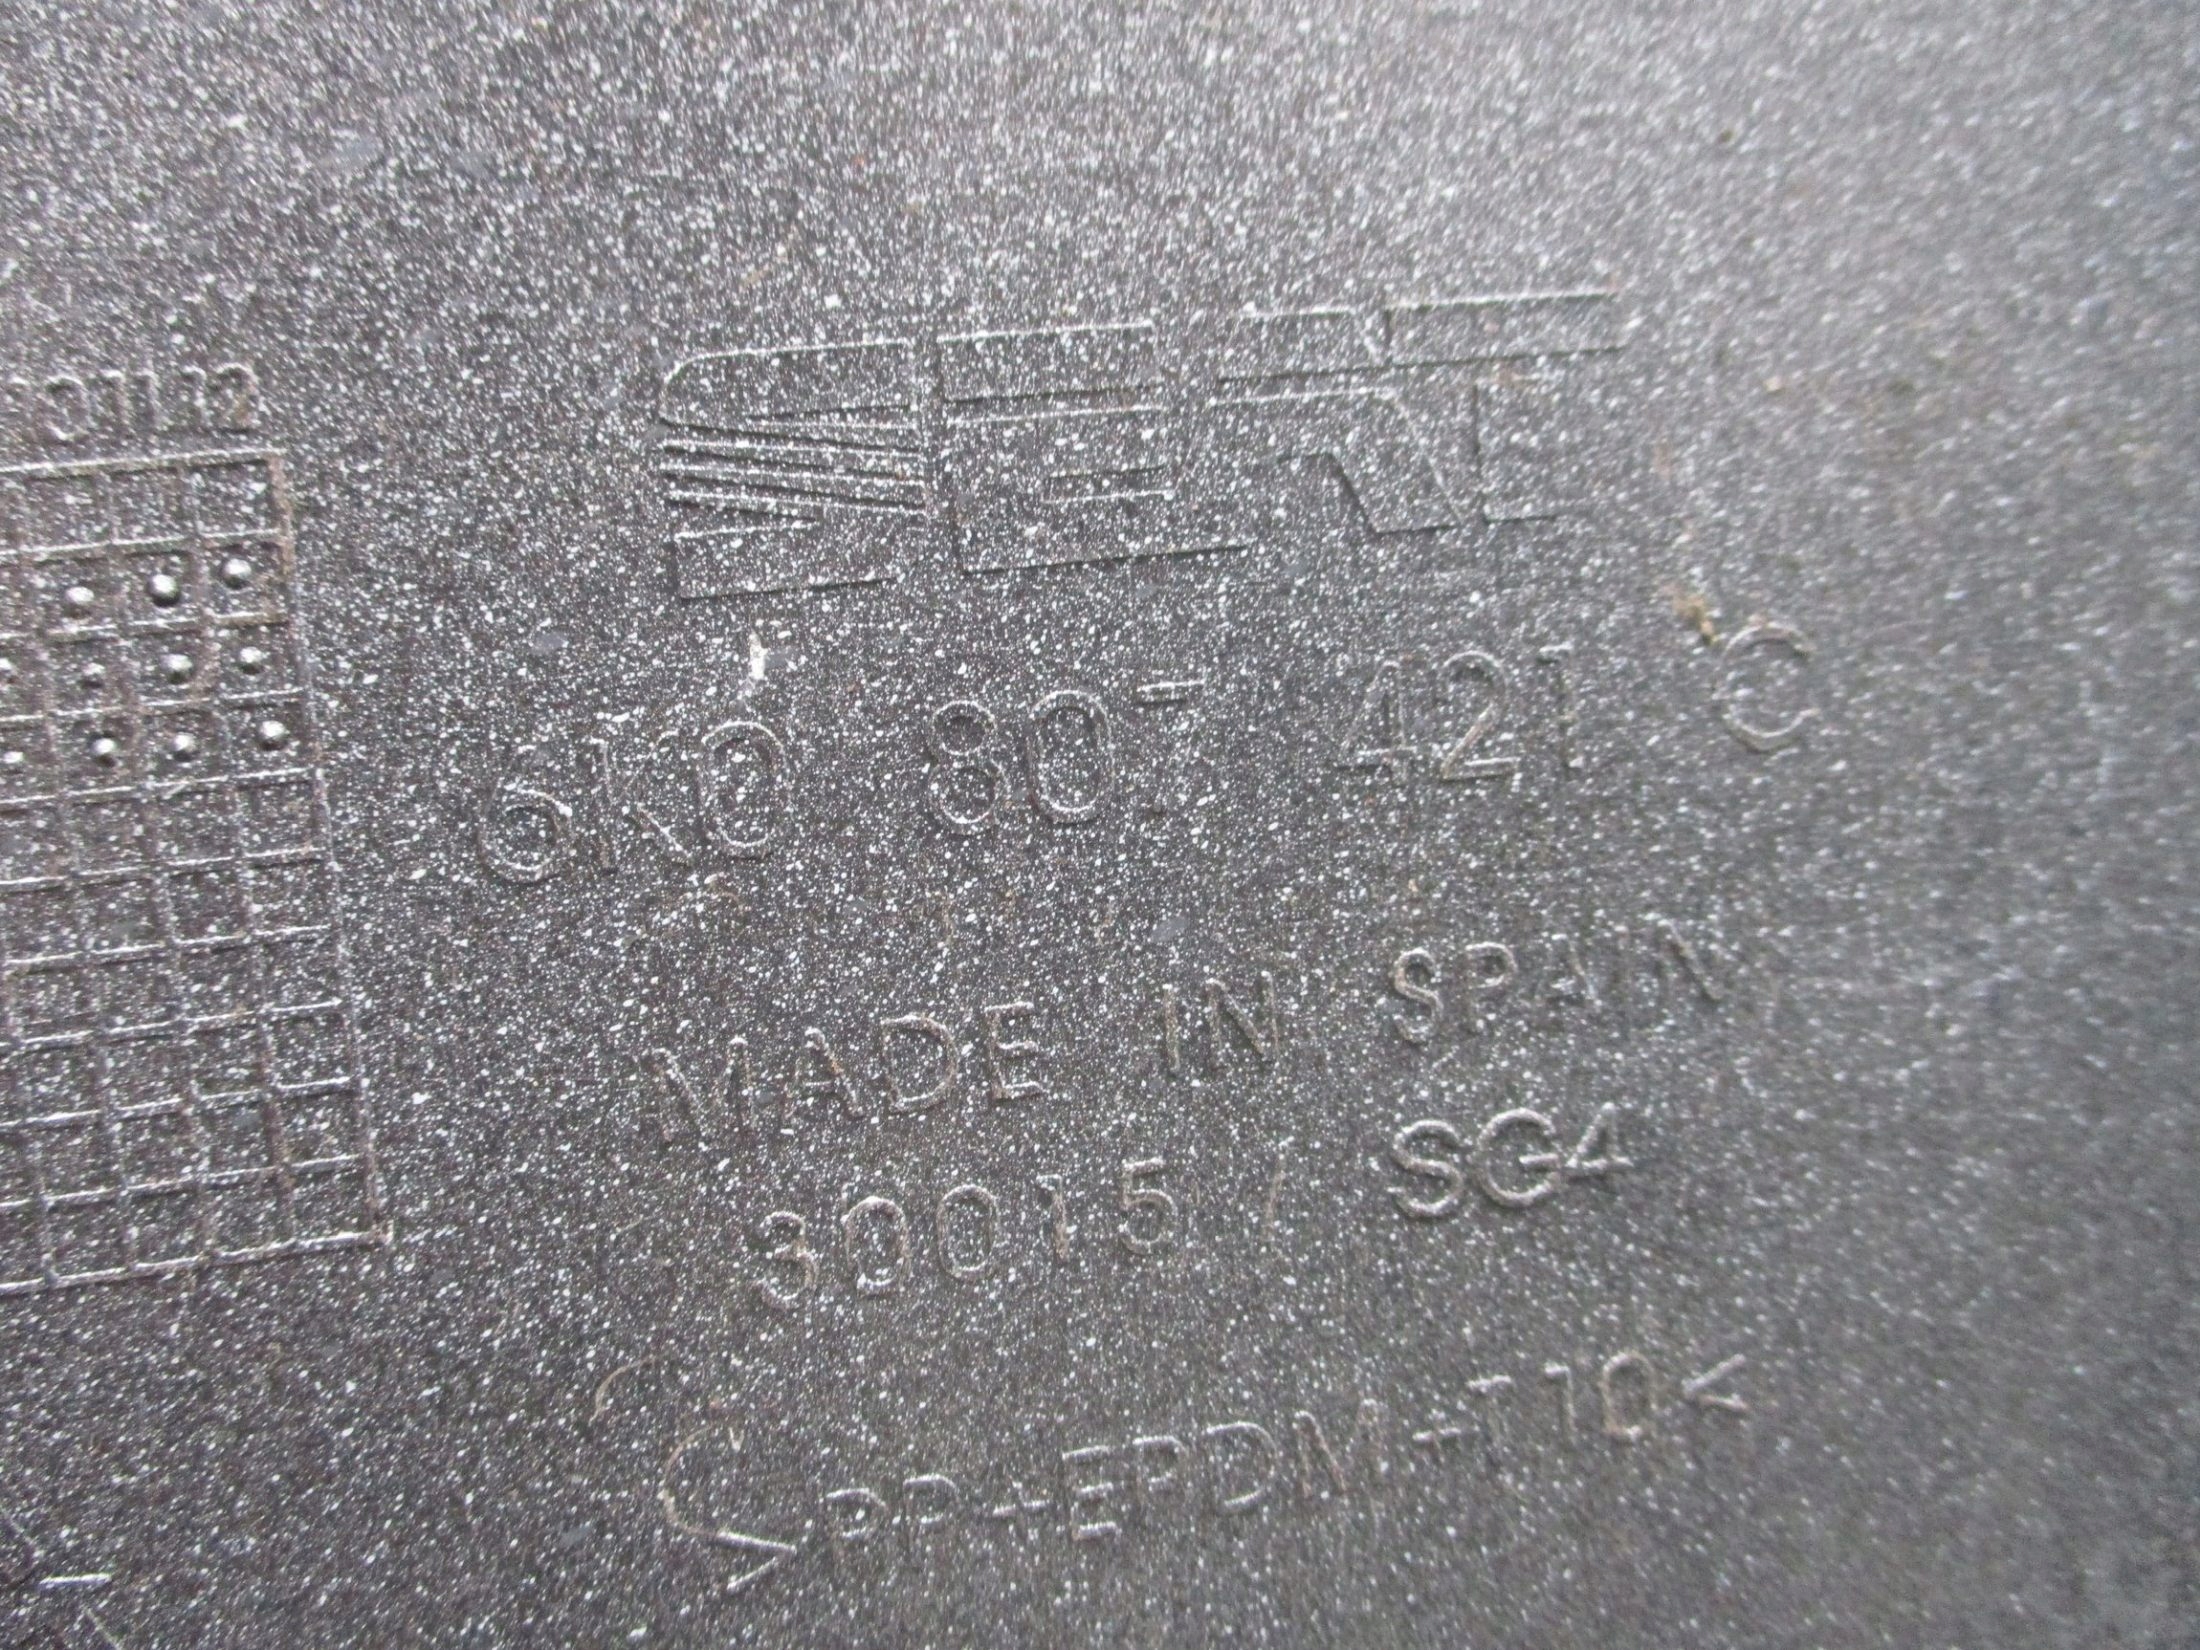 SEAT
6K0 807 421 C
MADE IN SPAIN
30015 / SG4
>PP+EPDM+T10<